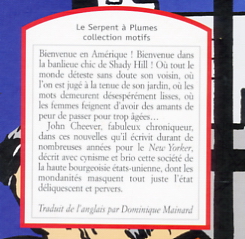 Le Serpent à Plumes
collection motifs
Bienvenue en Amérique ! Bienvenue dans
la banlieue chic de Shady Hill ! Où tout le
monde déteste sans doute son voisin, où
l'on est jugé à la tenue de son jardin, où les
mots demeurent désespérément lisses, où
les femmes feignent d'avoir des amants de
peur de passer pour trop âgées...
John Cheever, fabuleux chroniqueur,
dans ces nouvelles qu'il écrivit durant de
nombreuses années pour le New Yorker,
décrit avec cynisme et brio cette société de
la haute bourgeoisie états-unienne, dont les
mondanités masquent tout juste l'état
déliquescent et pervers.
Traduit de l'anglais par Dominique Mainard